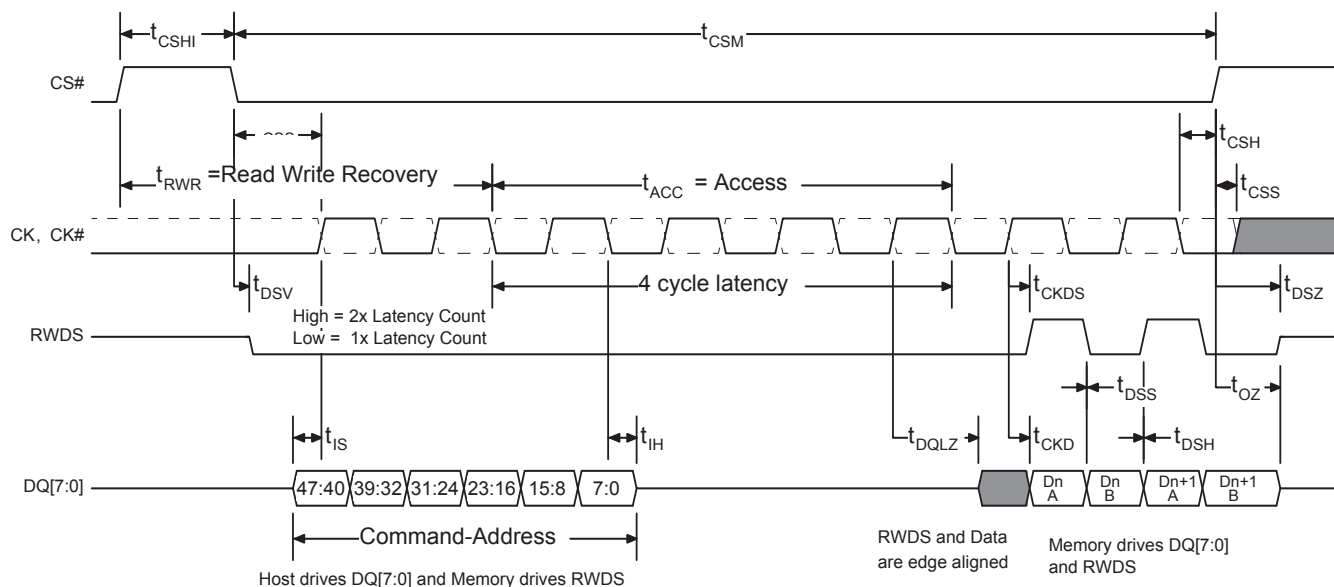 tCSHI
tCSM
CS#
tCSH
tRWR =Read Write Recovery
tACC = Access
tCSS
CK, CK#
tDSV
4 cycle latency
tCKDS
tDSZ
High = 2x Latency Count
Low = 1x Latency Count
RWDS
tDSS
tOZ
tIS
tIH
tDQLZ
tCKD
tDSH
DQ[7:0]
47:40 39:32 31:24 23:16 15:8 7:0
Dn A
Dn B
Dn+1 A
Dn+1 B
Command-Address
RWDS and Data
are edge aligned
Memory drives DQ[7:0]
and RWDS
Host drives DQ[7:0] and Memory drives RWDS